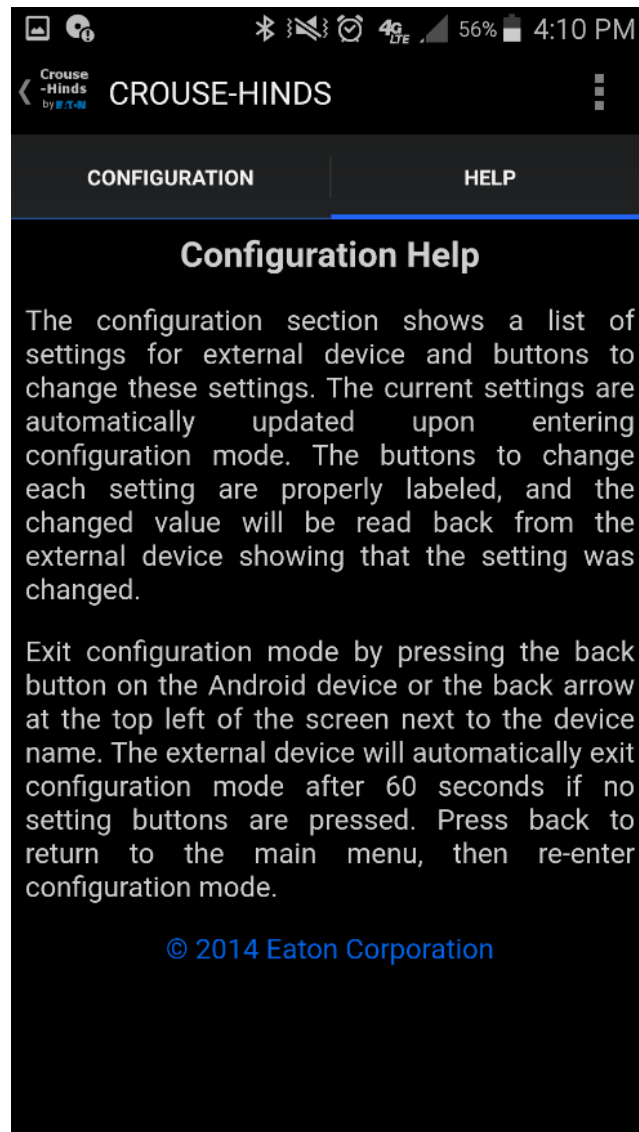 4G LTE 56% 4:10 PM
Crouse
-Hinds
by E·T·N
CROUSE-HINDS
CONFIGURATION HELP
Configuration Help
The configuration section shows a list of
settings for external device and buttons to
change these settings. The current settings are
automatically updated upon entering
configuration mode. The buttons to change
each setting are properly labeled, and the
changed value will be read back from the
external device showing that the setting was
changed.
Exit configuration mode by pressing the back
button on the Android device or the back arrow
at the top left of the screen next to the device
name. The external device will automatically exit
configuration mode after 60 seconds if no
setting buttons are pressed. Press back to
return to the main menu, then re-enter
configuration mode.
© 2014 Eaton Corporation